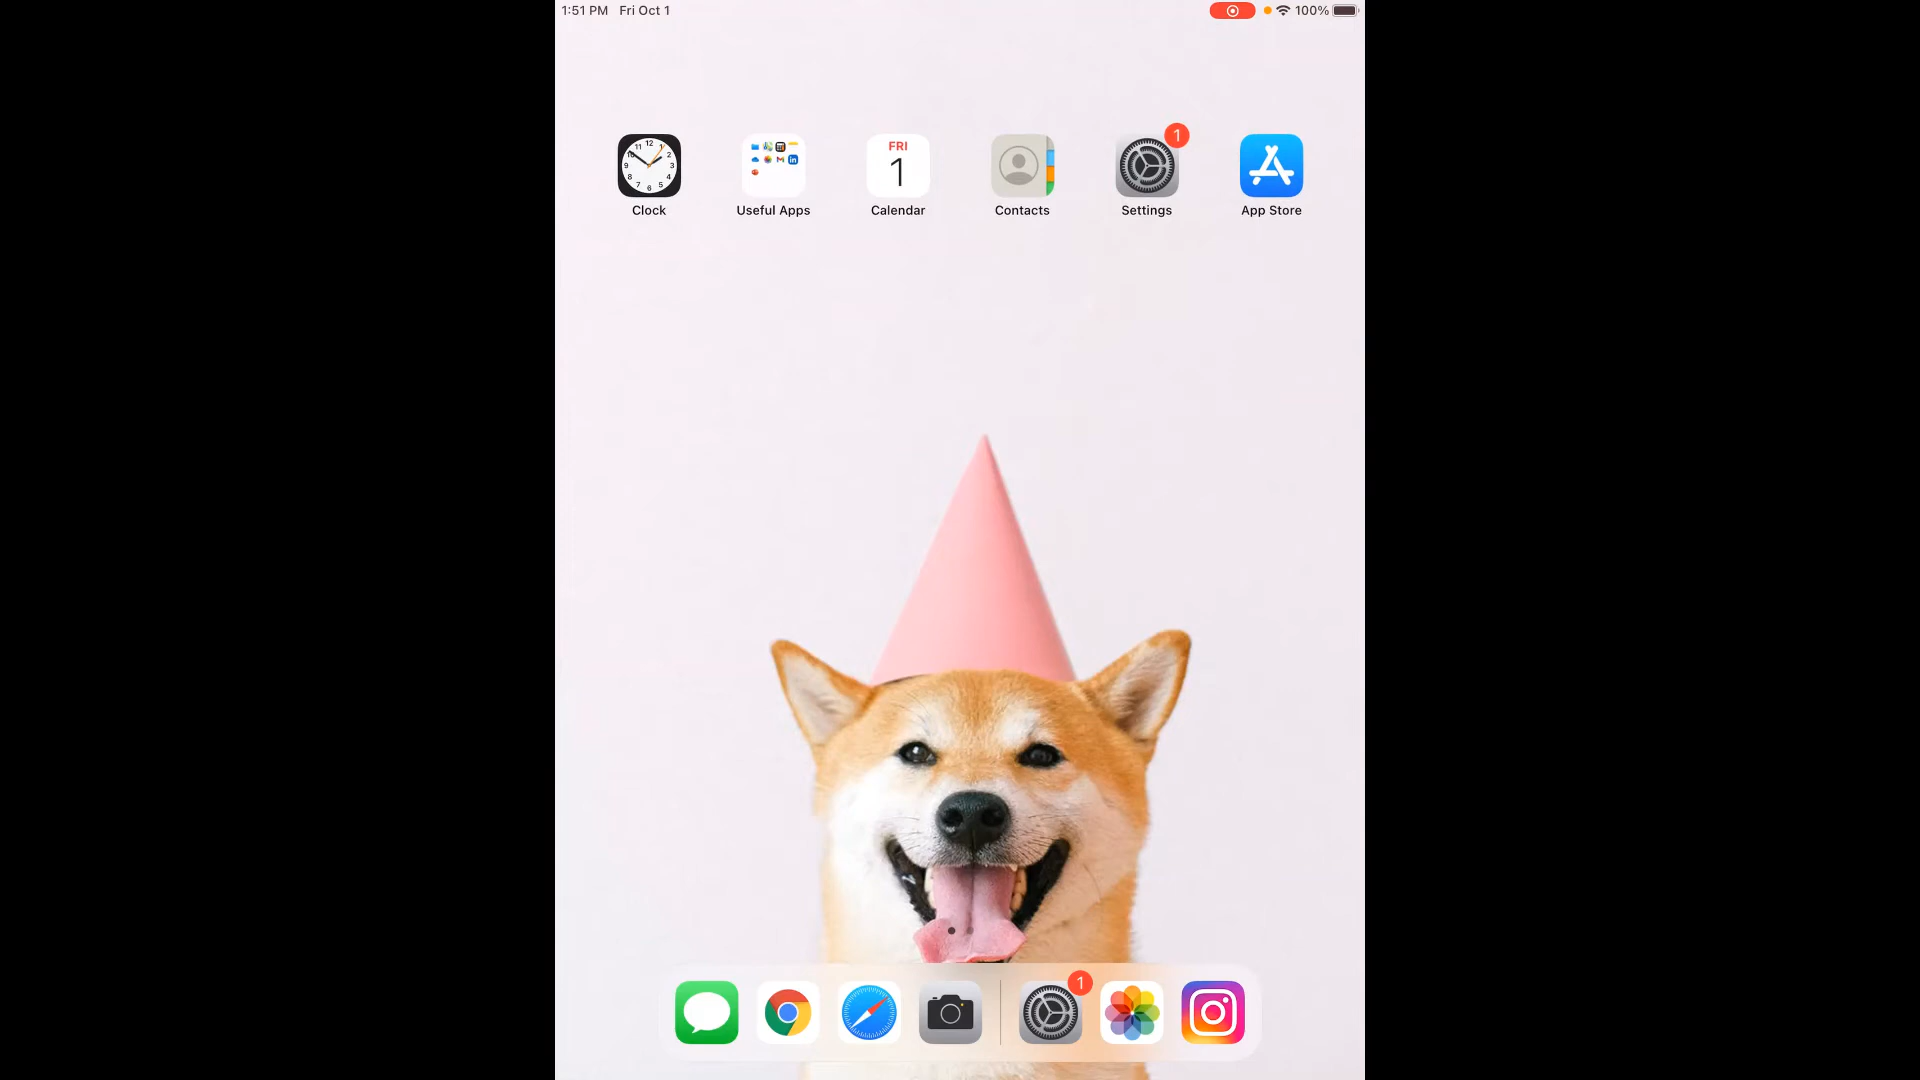 1:51 PM Fri Oct 1 100%
1
FRI
1
Clock Useful Apps Calendar Contacts Settings App Store
1